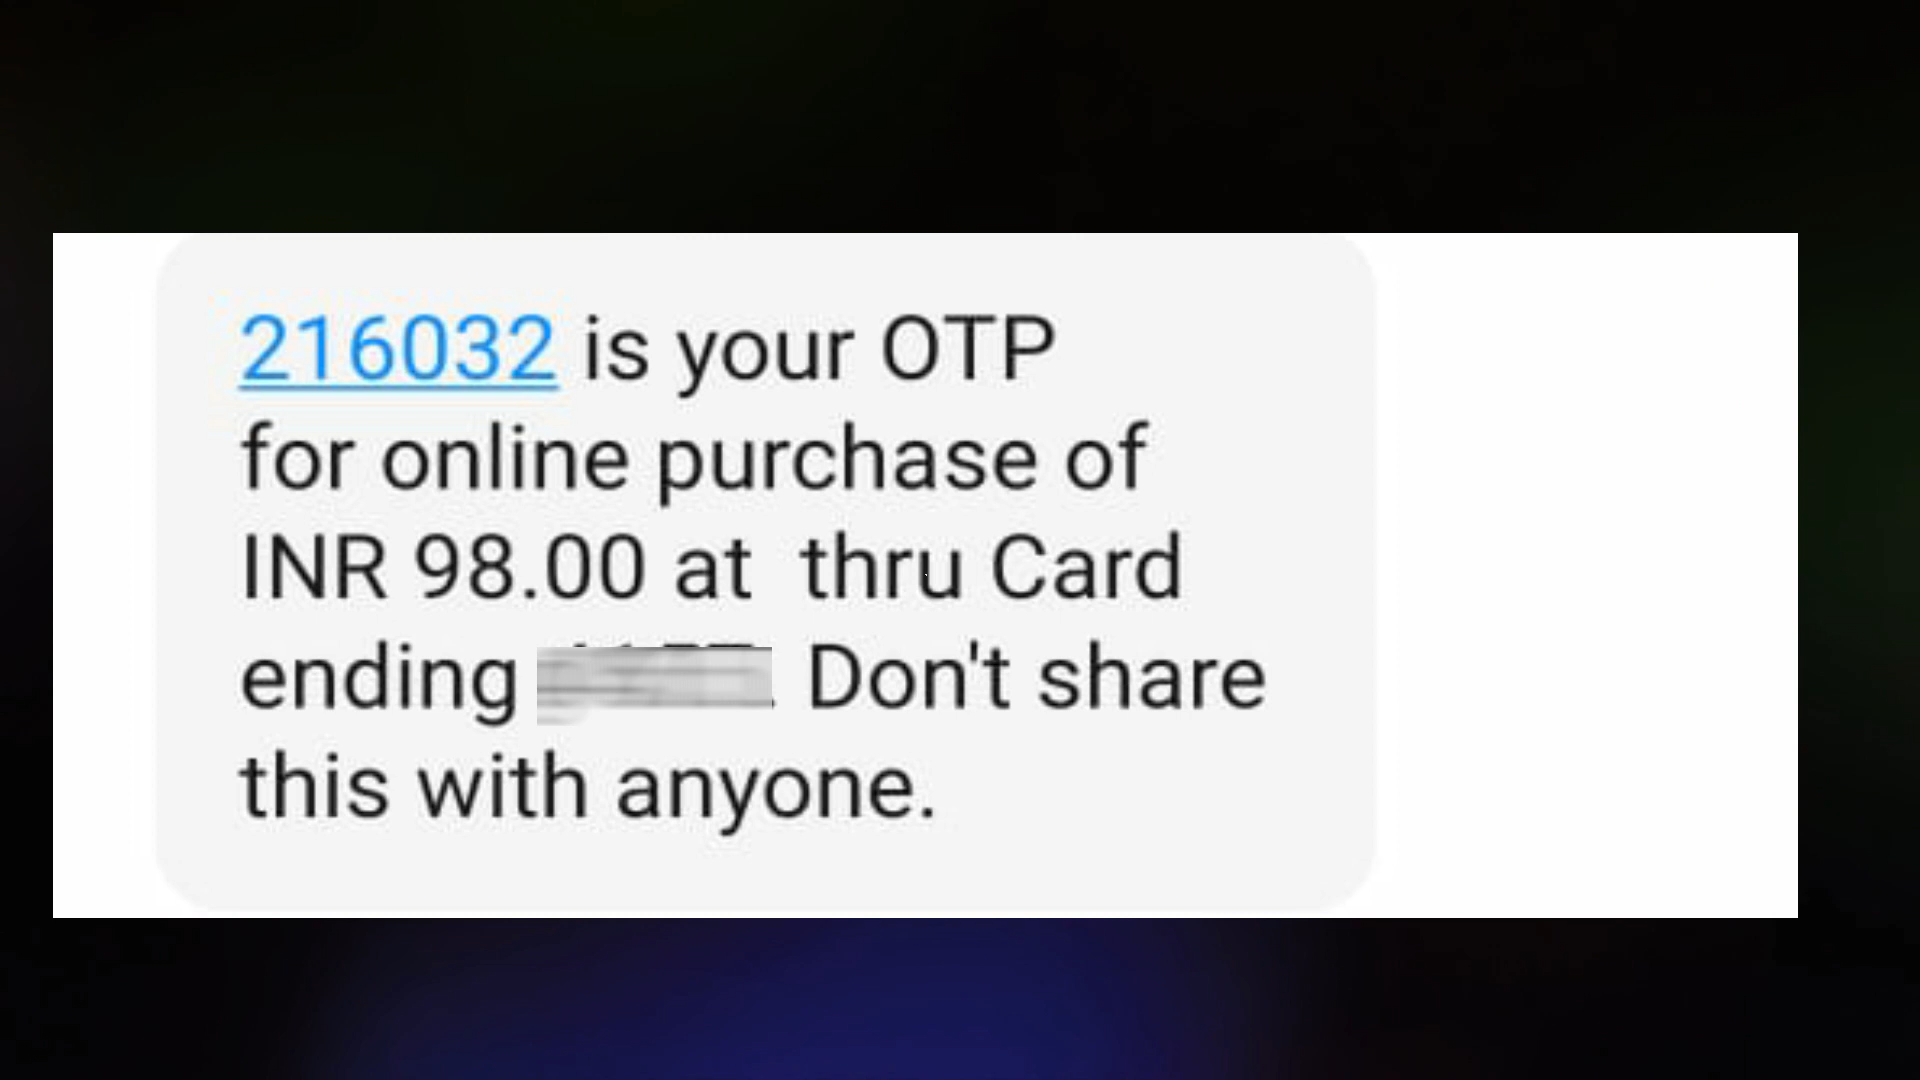 216032 is your OTP
for online purchase of
INR 98.00 at  thru Card
ending . Don't share
this with anyone.